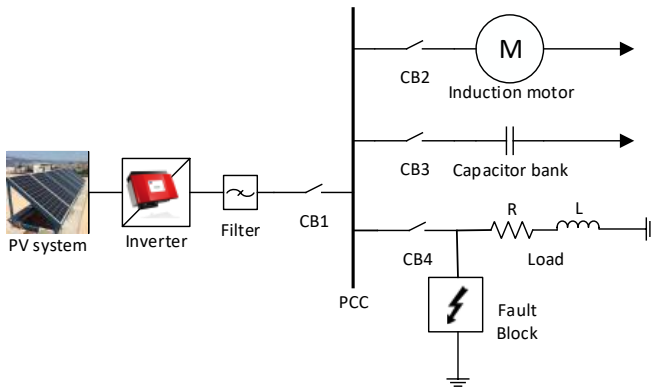 M
CB2
Induction motor
CB3
Capacitor bank
PV system
Inverter
Filter
CB1
R
L
CB4
Load
PCC
Fault
Block